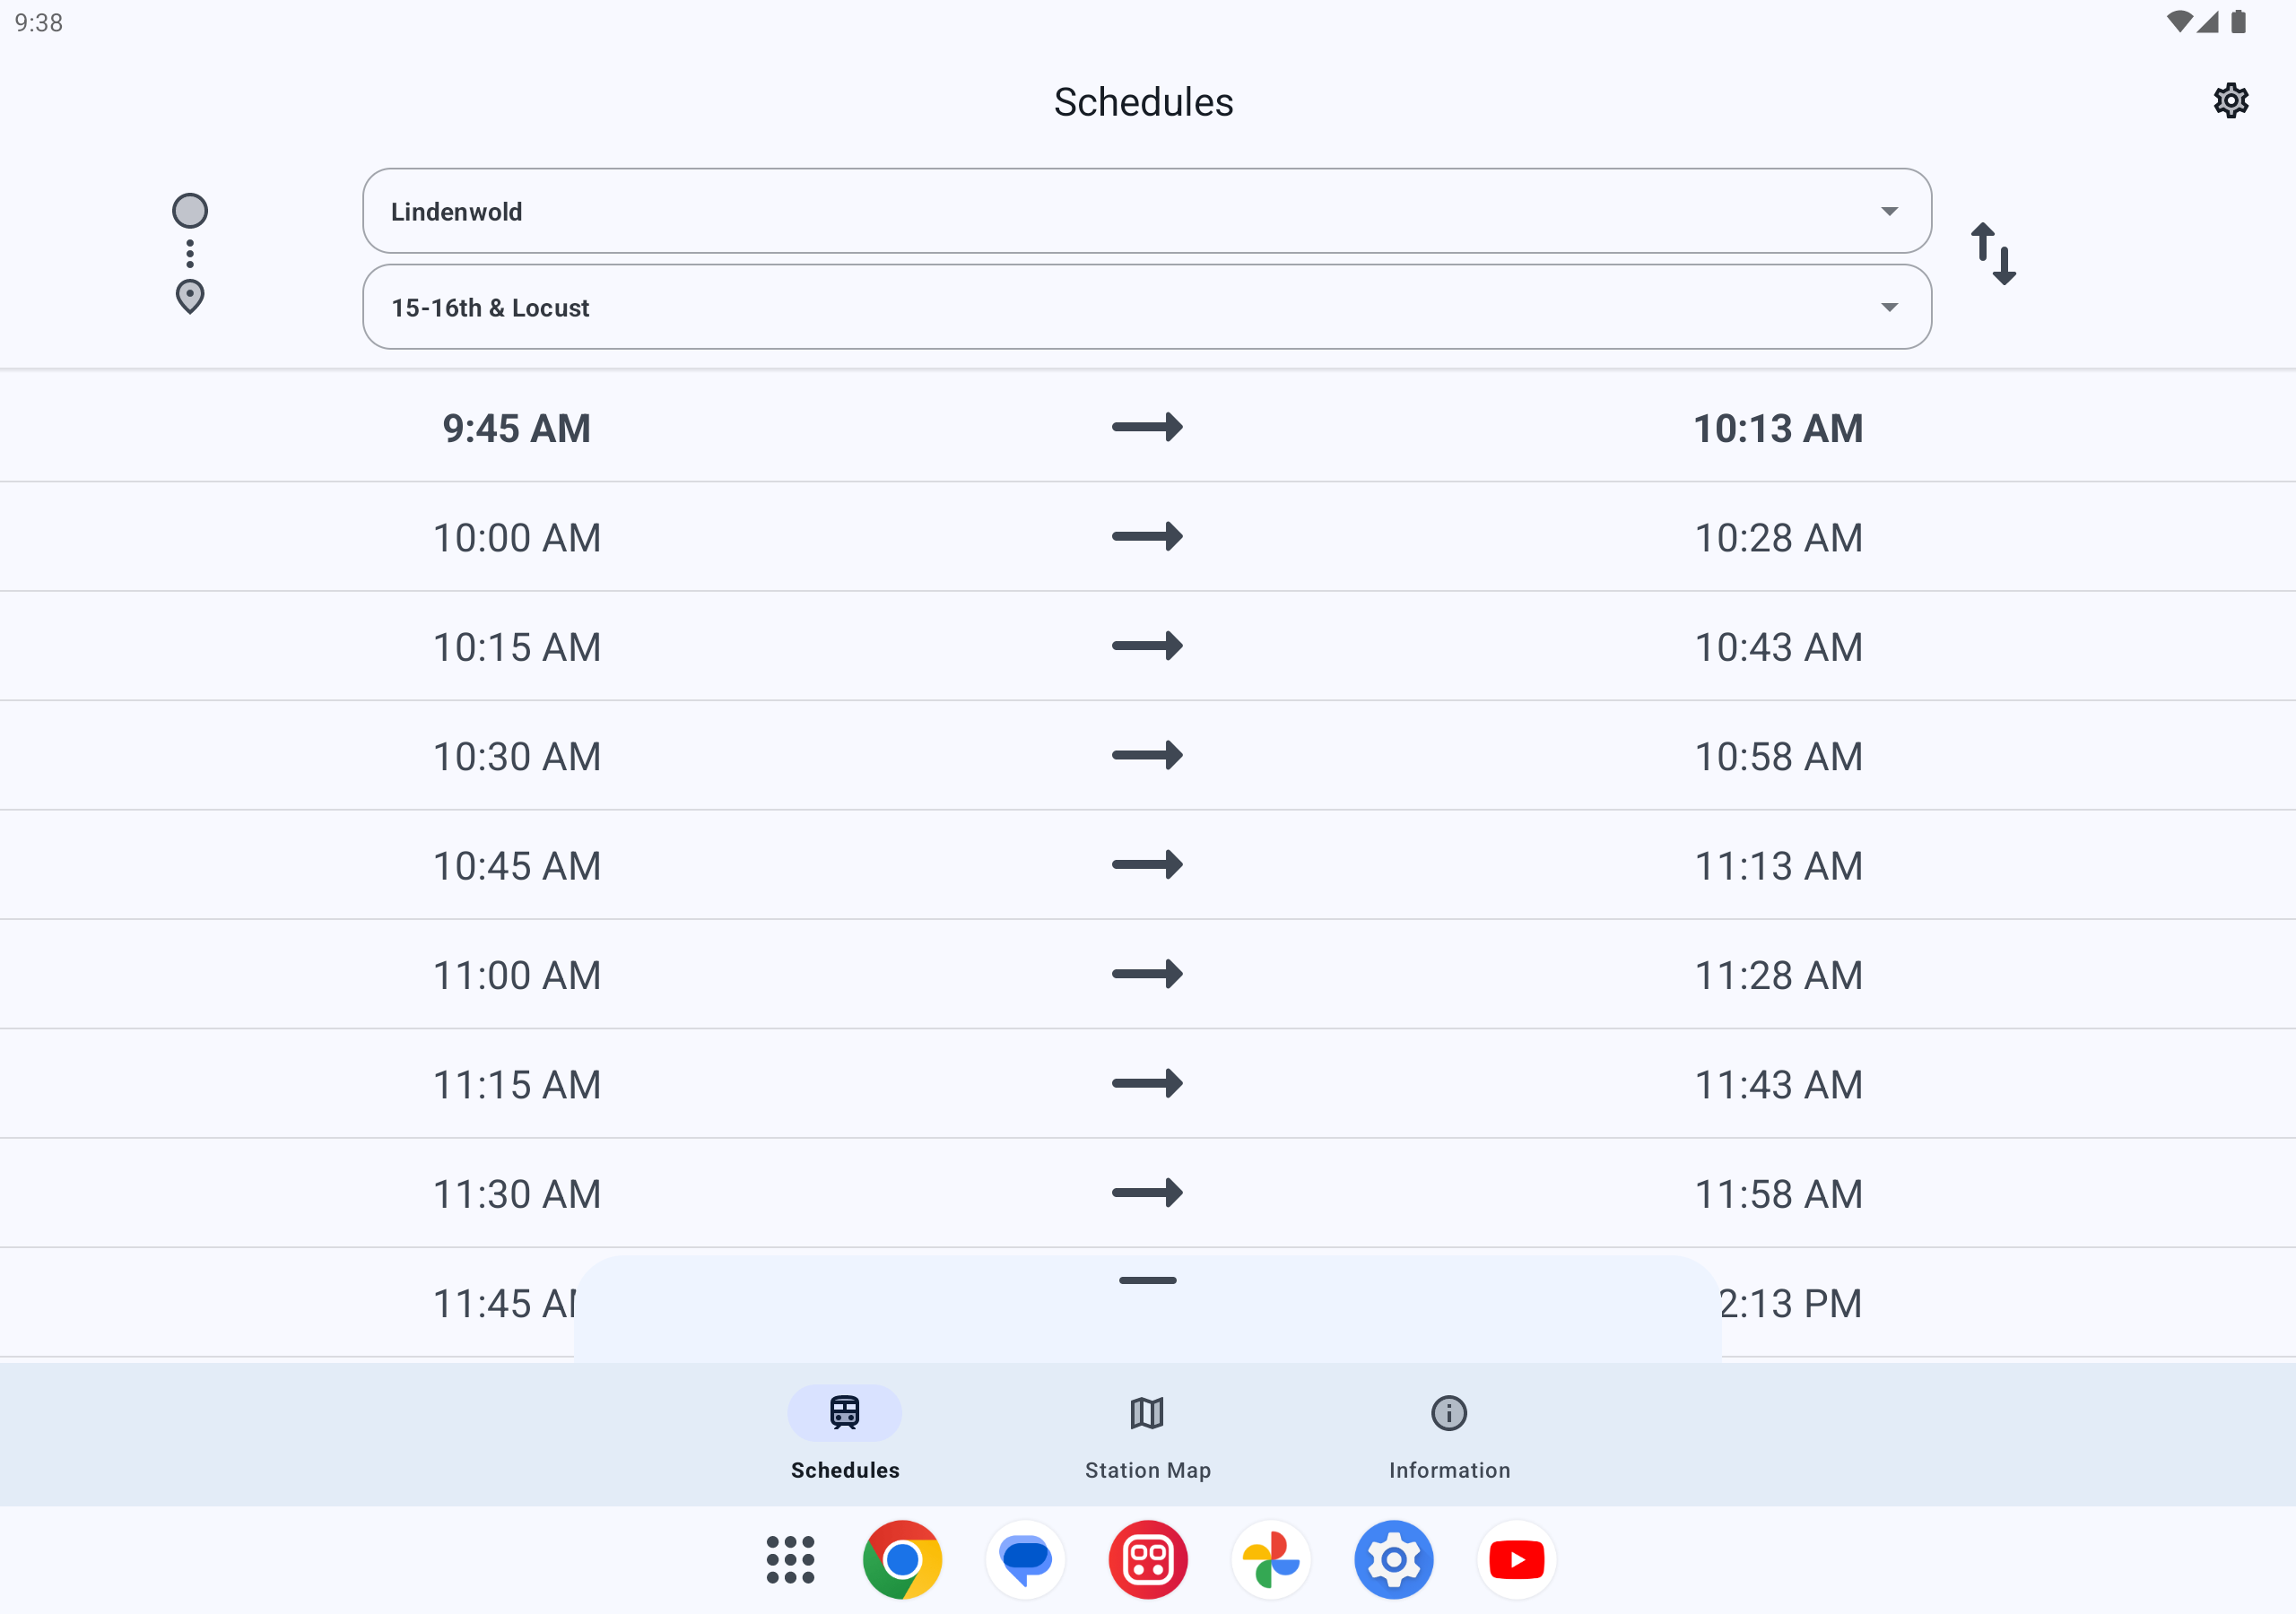 9:38
Schedules
Lindenwold
15-16th & Locust
9:45 AM 10:13 AM
10:00 AM 10:28 AM
10:15 AM 10:43 AM
10:30 AM 10:58 AM
10:45 AM 11:13 AM
11:00 AM 11:28 AM
11:15 AM 11:43 AM
11:30 AM 11:58 AM
11:45 2:13 PM
Schedules Station Map Information